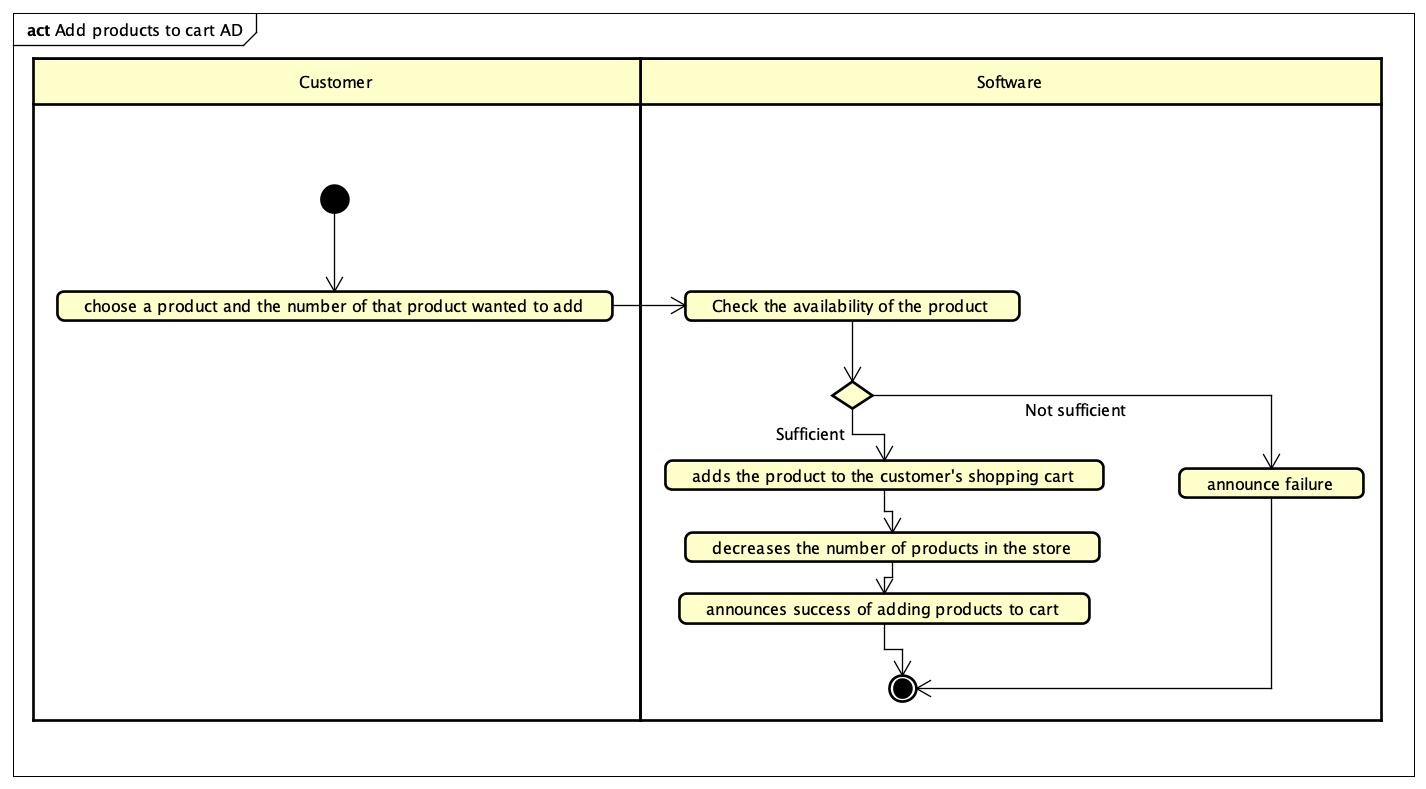 act Add products to cart AD
Customer
Software
choose a product and the number of that product wanted to add
Check the availability of the product
Not sufficient
Sufficient
adds the product to the customer's shopping cart
announce failure
decreases the number of products in the store
announces success of adding products to cart